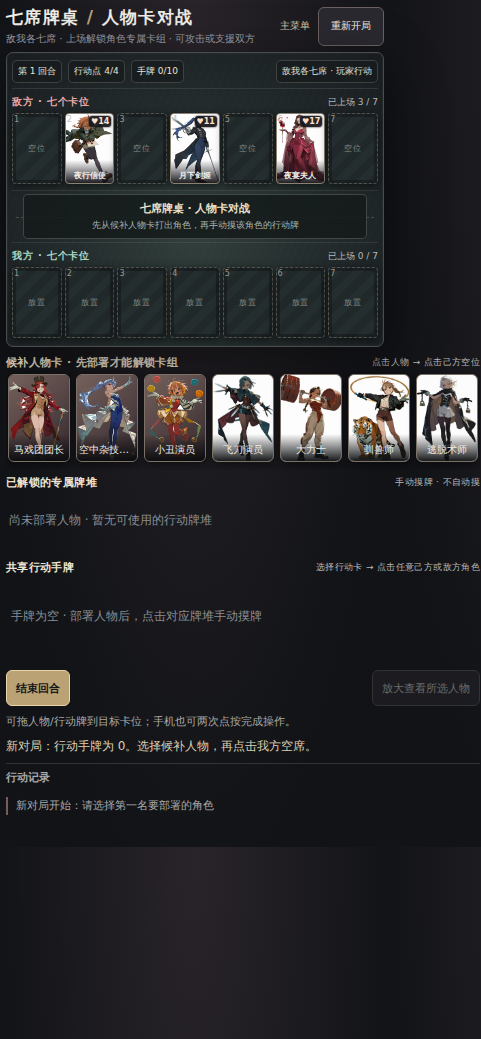 七席牌桌 / 人物卡对战
敌我各七席 · 上场解锁角色专属卡组 · 可攻击或支援双方
主菜单
重新开局
第 1 回合
行动点 4/4
手牌 0/10
敌我各七席 · 玩家行动
敌方 · 七个卡位
已上场 3 / 7
1
空位
♥14
夜行信使
3
空位
♥11
月下剑姬
5
空位
♥17
夜宴夫人
7
空位
七席牌桌 · 人物卡对战
先从候补人物卡打出角色，再手动摸该角色的行动牌
我方 · 七个卡位
已上场 0 / 7
1
放置
2
放置
3
放置
4
放置
5
放置
6
放置
7
放置
候补人物卡 · 先部署才能解锁卡组
点击人物 → 点击己方空位
马戏团团长
空中杂技…
小丑演员
飞刀演员
大力士
驯兽师
逃脱术师
已解锁的专属牌堆
手动摸牌 · 不自动摸
尚未部署人物 · 暂无可使用的行动牌堆
共享行动手牌
选择行动卡 → 点击任意己方或敌方角色
手牌为空 · 部署人物后，点击对应牌堆手动摸牌
结束回合
放大查看所选人物
可拖人物/行动牌到目标卡位；手机也可两次点按完成操作。
新对局：行动手牌为 0。选择候补人物，再点击我方空席。
行动记录
新对局开始：请选择第一名要部署的角色